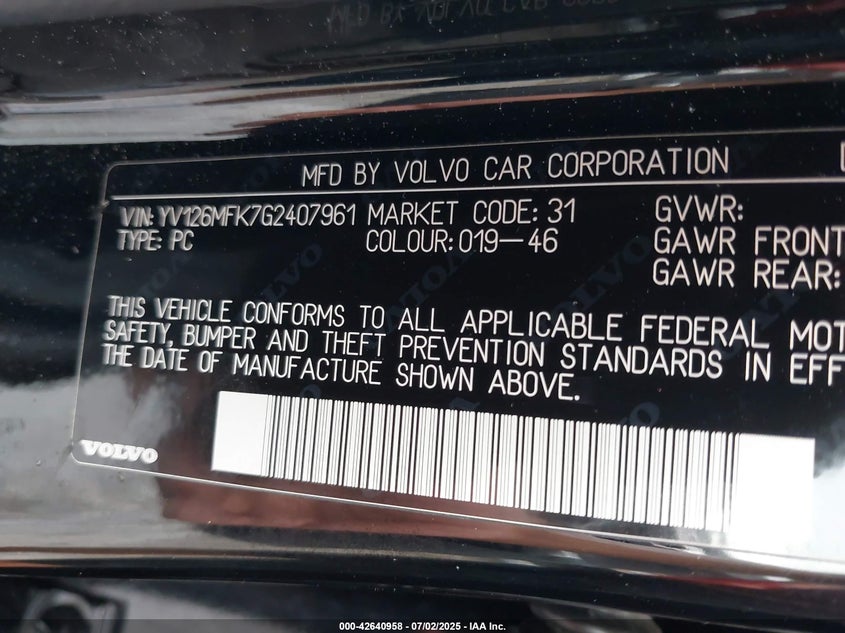 MFD BY VOLVO CAR CORPORATION
VIN: YV126MFK7G2407961 MARKET CODE: 31 GVWR:
TYPE: PC COLOUR: 019-46 GAWR FRONT
GAWR REAR:
THIS VEHICLE CONFORMS TO ALL APPLICABLE FEDERAL MOT
SAFETY, BUMPER AND THEFT PREVENTION STANDARDS IN EFF
THE DATE OF MANUFACTURE SHOWN ABOVE.
VOLVO
000-42640958 - 07/02/2025 - IAA Inc.